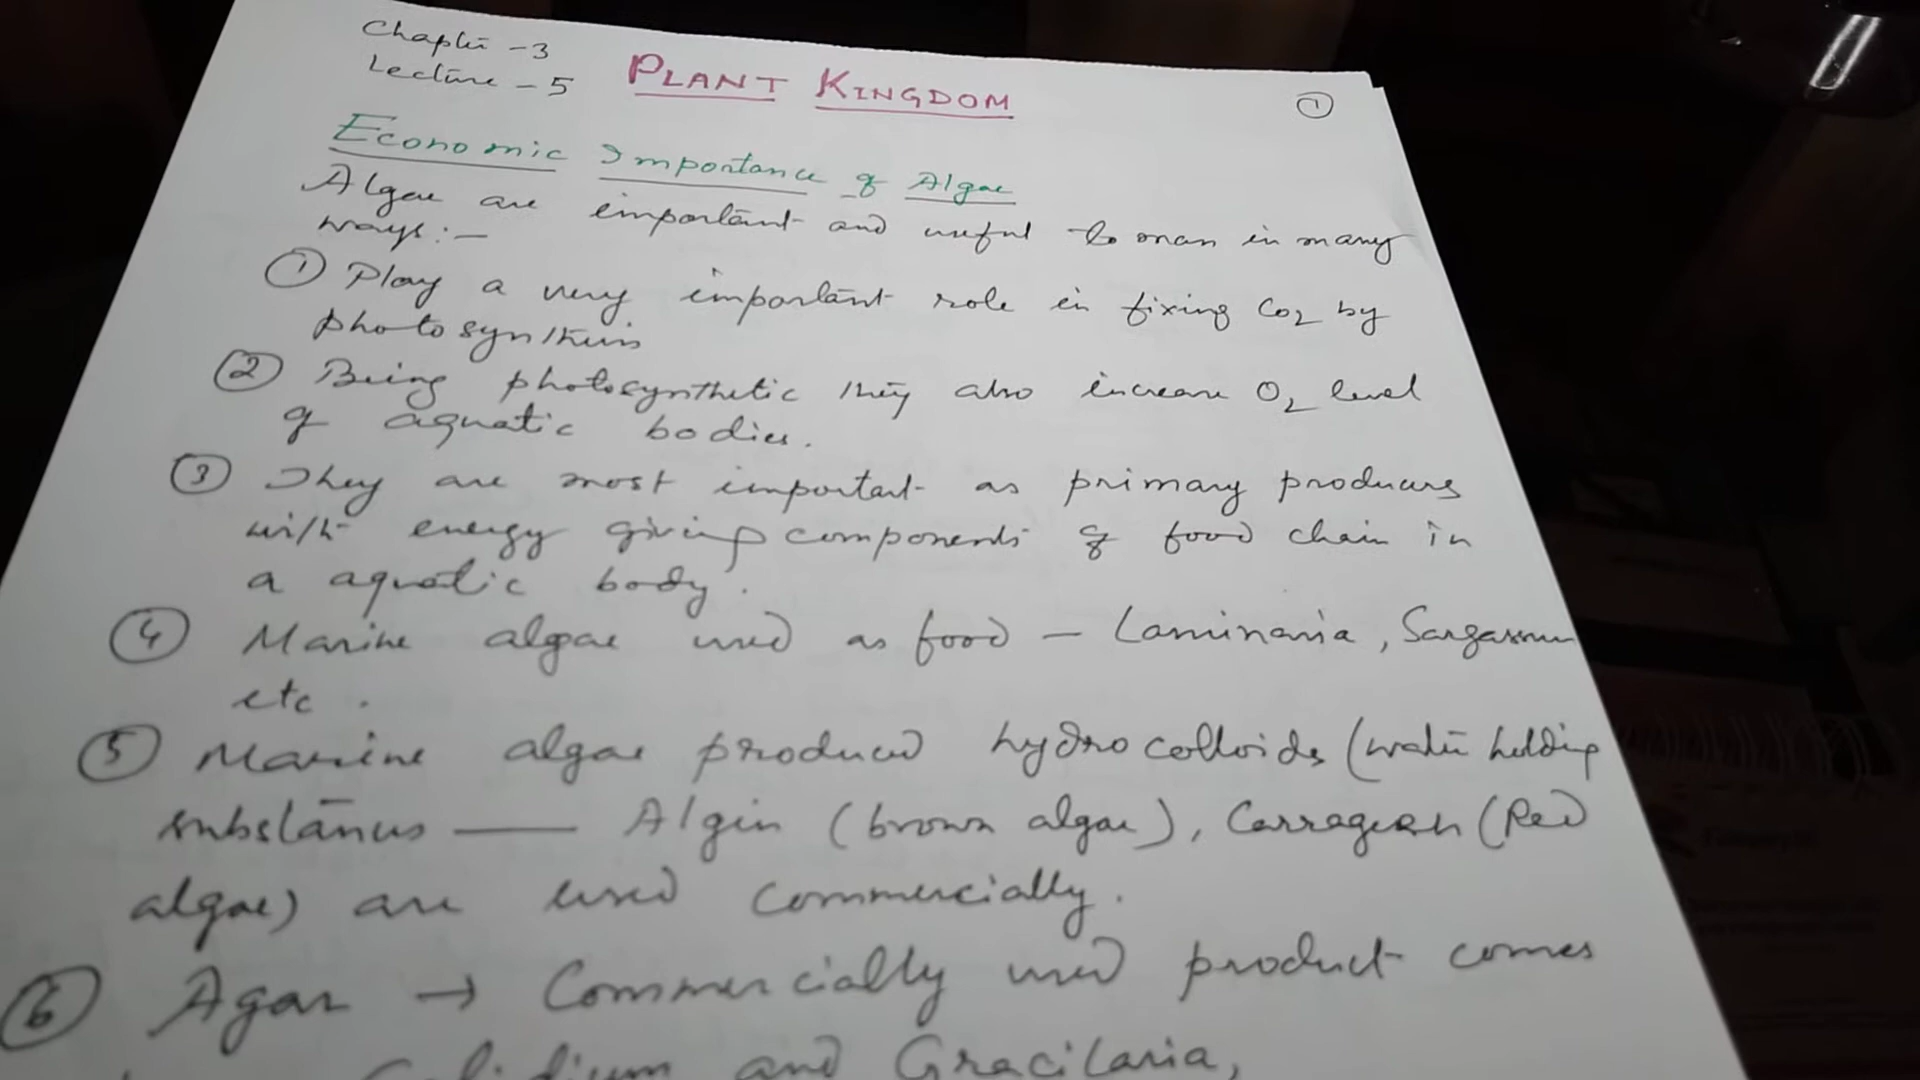 Chapter - 3
Lecture - 5
PLANT KINGDOM
1
Economic Importance of Algae
Algae are important and useful to man in many
ways:-
1 Play a very important role in fixing CO2 by
photosynthesis
2 Being photosynthetic they also increase O2 level
of aquatic bodies.
3 They are most important as primary producers
with energy giving components of food chain in
a aquatic body.
4 Marine algae used as food - Laminaria, Sargassum
etc.
5 Marine algae produced hydrocolloids (water holding
substances — Algin (brown algae), Carrageen (Red
algae) are used commercially.
6 Agar → Commercially used product comes
Gelidium and Gracilaria,